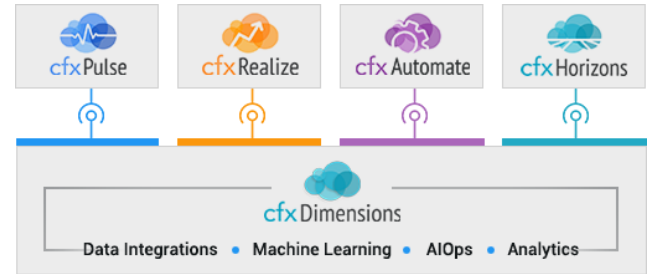 cfxPulse
cfxRealize
cfxAutomate
cfxHorizons
cfxDimensions
Data Integrations • Machine Learning • AIOps • Analytics